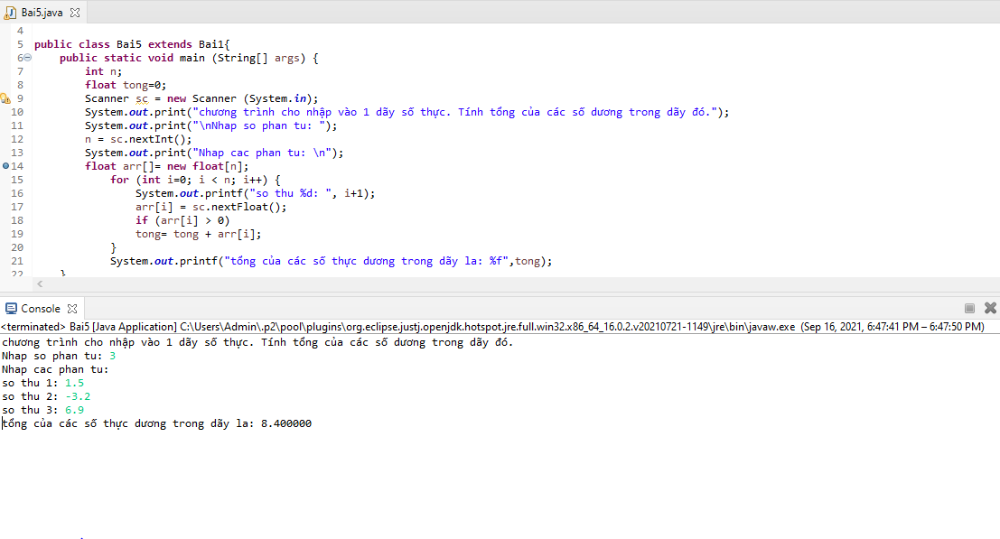 Bai5.java
4
5 public class Bai5 extends Bai1{
6 public static void main (String[] args) {
7 int n;
8 float tong=0;
9 Scanner sc = new Scanner (System.in);
10 System.out.print("chương trình cho nhập vào 1 dãy số thực. Tính tổng của các số dương trong dãy đó.");
11 System.out.print("\nNhap so phan tu: ");
12 n = sc.nextInt();
13 System.out.print("Nhap cac phan tu: \n");
14 float arr[]= new float[n];
15 for (int i=0; i < n; i++) {
16 System.out.printf("so thu %d: ", i+1);
17 arr[i] = sc.nextFloat();
18 if (arr[i] > 0)
19 tong= tong + arr[i];
20 }
21 System.out.printf("tổng của các số thực dương trong dãy la: %f",tong);
22 }
Console
<terminated> Bai5 [Java Application] C:\Users\Admin\.p2\pool\plugins\org.eclipse.justj.openjdk.hotspot.jre.full.win32.x86_64_16.0.2.v20210721-1149\jre\bin\javaw.exe (Sep 16, 2021, 6:47:41 PM – 6:47:50 PM)
chương trình cho nhập vào 1 dãy số thực. Tính tổng của các số dương trong dãy đó.
Nhap so phan tu: 3
Nhap cac phan tu:
so thu 1: 1.5
so thu 2: -3.2
so thu 3: 6.9
tổng của các số thực dương trong dãy la: 8.400000